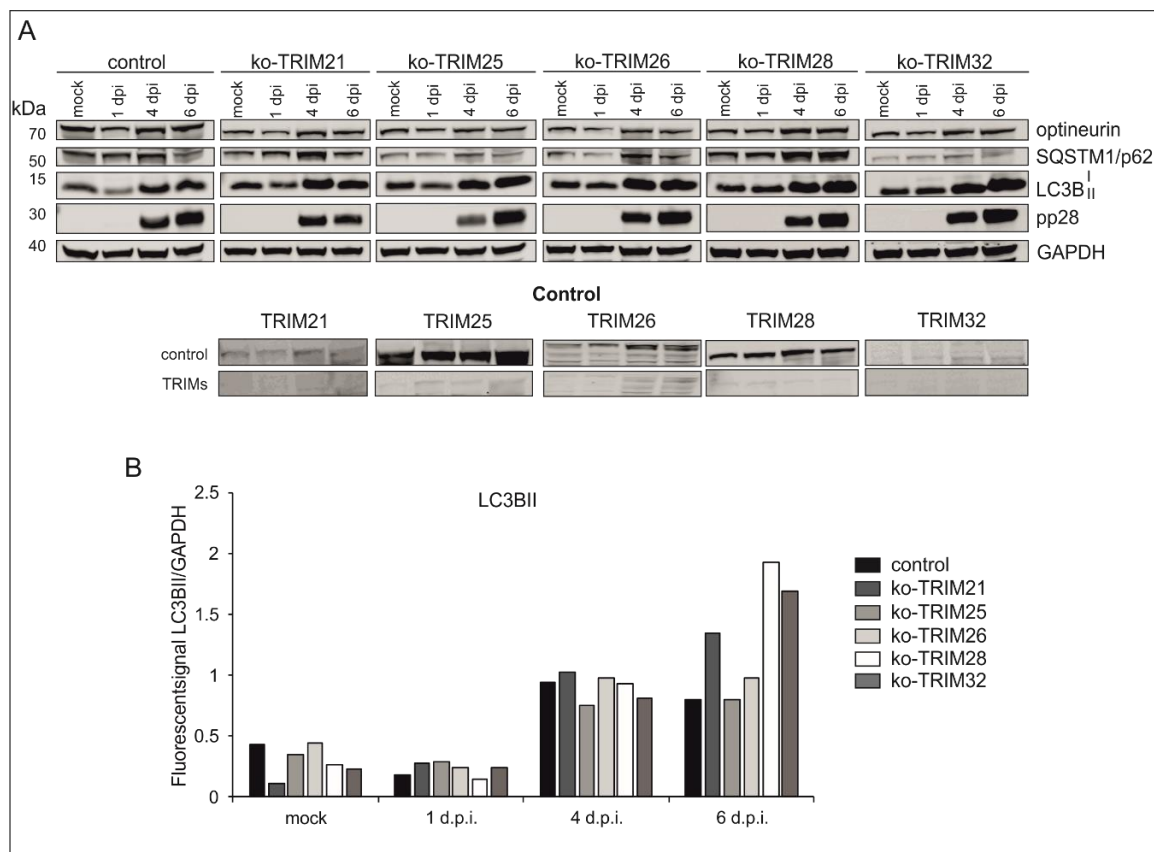 A
control ko-TRIM21 ko-TRIM25 ko-TRIM26 ko-TRIM28 ko-TRIM32
kDa mock 1 dpi 4 dpi 6 dpi mock 1 dpi 4 dpi 6 dpi mock 1 dpi 4 dpi 6 dpi mock 1 dpi 4 dpi 6 dpi mock 1 dpi 4 dpi 6 dpi mock 1 dpi 4 dpi 6 dpi
70 optineurin
50 SQSTM1/p62
15 LC3B I II
30 pp28
40 GAPDH
Control
TRIM21 TRIM25 TRIM26 TRIM28 TRIM32
control
TRIMs
B
LC3BII
Fluorescentsignal LC3BII/GAPDH
2.5
2
1.5
1
0.5
0
mock 1 d.p.i. 4 d.p.i. 6 d.p.i.
control
ko-TRIM21
ko-TRIM25
ko-TRIM26
ko-TRIM28
ko-TRIM32